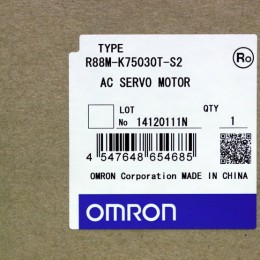 TYPE
R88M-K75030T-S2
Ro
AC SERVO MOTOR
LOT
No 14120111N
QTY
1
4 547648 654685
OMRON Corporation MADE IN CHINA
OMRON